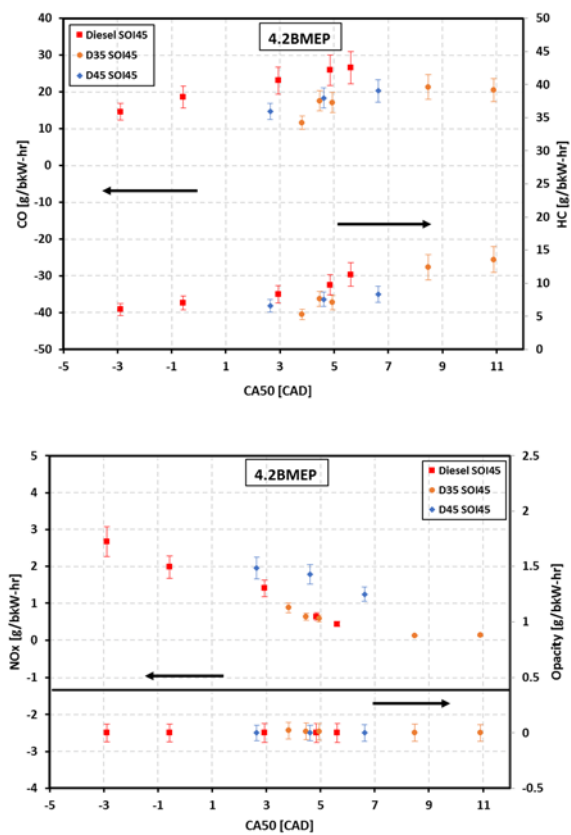 4.2BMEP
Diesel SOI45
D35 SOI45
D45 SOI45
40
30
20
10
0
-10
-20
-30
-40
-50
CO [g/bkW-hr]
50
45
40
35
30
25
20
15
10
5
0
HC [g/bkW-hr]
-5 -3 -1 1 3 5 7 9 11
CA50 [CAD]
4.2BMEP
Diesel SOI45
D35 SOI45
D45 SOI45
5
4
3
2
1
0
-1
-2
-3
-4
NOx [g/bkW-hr]
2.5
2
1.5
1
0.5
0
-0.5
Opacity [g/bkW-hr]
-5 -3 -1 1 3 5 7 9 11
CA50 [CAD]